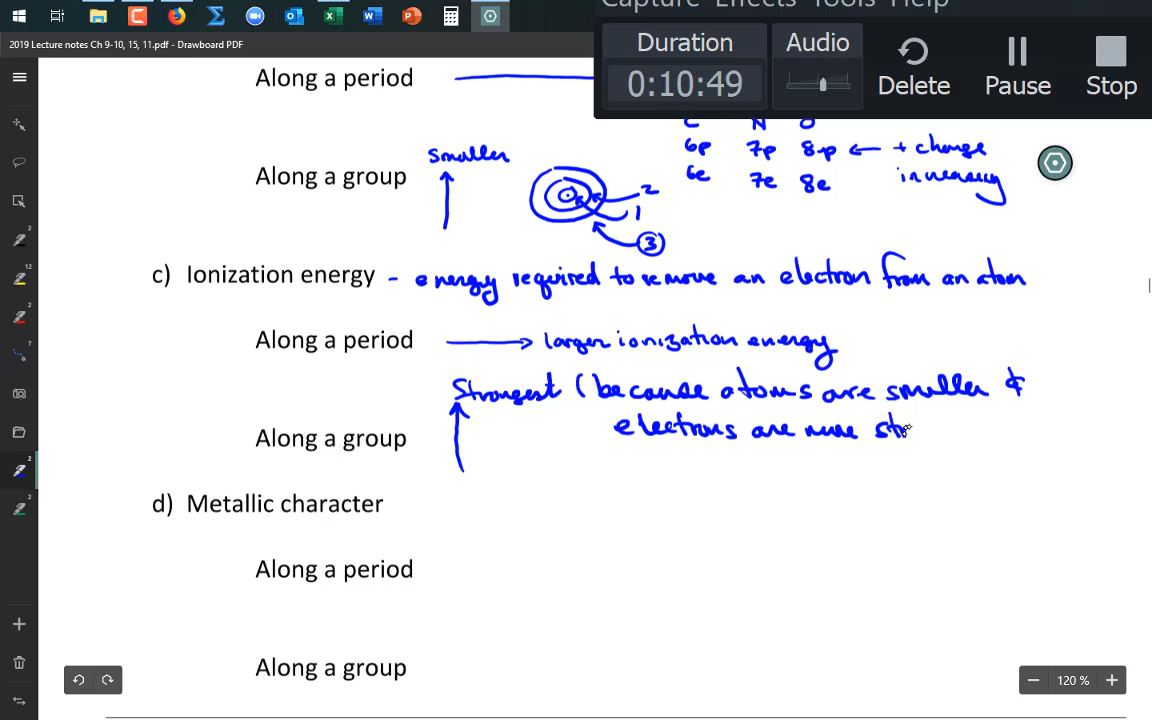 Capture Effects Tools Help
Duration
Audio
0:10:49
Delete
Pause
Stop
2019 Lecture notes Ch 9-10, 15, 11.pdf - Drawboard PDF
Along a period
C N O
6p 7p 8p ← + charge
6e 7e 8e increasing
smaller
Along a group
2
1
3
c) Ionization energy - energy required to remove an electron from an atom
Along a period → larger ionization energy
Strongest (because atoms are smaller &
electrons are more st
Along a group
d) Metallic character
Along a period
Along a group
120 %